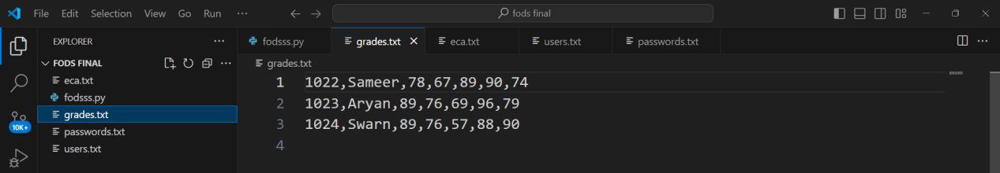 File Edit Selection View Go Run ···
fods final
EXPLORER ···
FODS FINAL
eca.txt
fodsss.py
grades.txt
passwords.txt
users.txt
10K+
fodsss.py grades.txt eca.txt users.txt passwords.txt
grades.txt
1 1022,Sameer,78,67,89,90,74
2 1023,Aryan,89,76,69,96,79
3 1024,Swarn,89,76,57,88,90
4